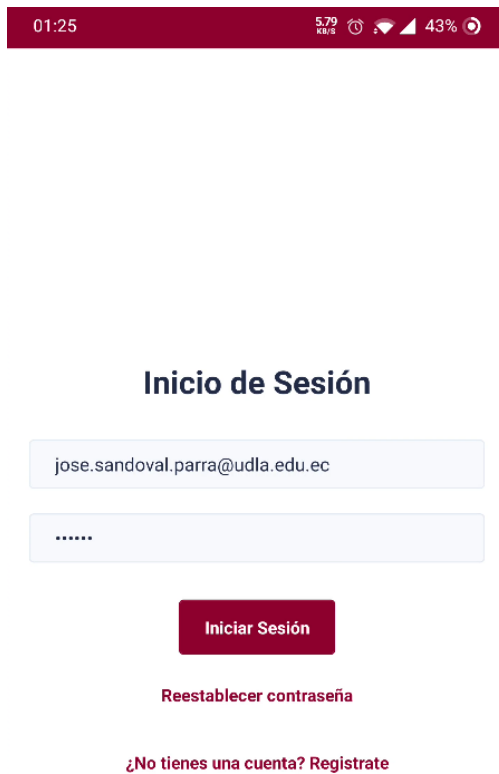 01:25
5.79 KB/S 43%
Inicio de Sesión
jose.sandoval.parra@udla.edu.ec
••••••
Iniciar Sesión
Reestablecer contraseña
¿No tienes una cuenta? Registrate